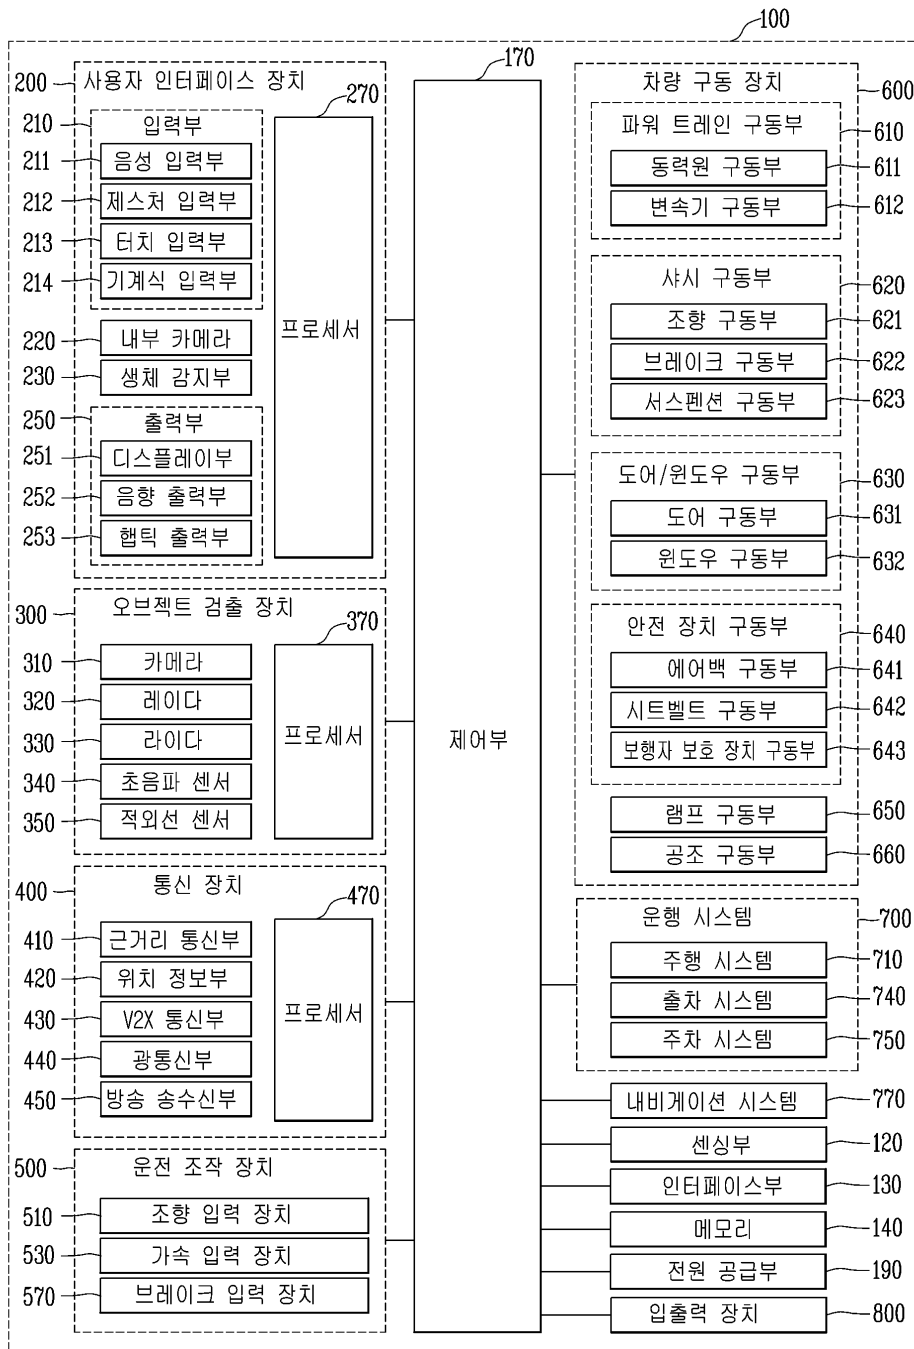 100
200
사용자 인터페이스 장치
270
210
입력부
211
음성 입력부
212
제스처 입력부
213
터치 입력부
214
기계식 입력부
220
내부 카메라
230
생체 감지부
250
출력부
251
디스플레이부
252
음향 출력부
253
햅틱 출력부
프로세서
300
오브젝트 검출 장치
370
310
카메라
320
레이다
330
라이다
340
초음파 센서
350
적외선 센서
프로세서
400
통신 장치
470
410
근거리 통신부
420
위치 정보부
430
V2X 통신부
440
광통신부
450
방송 송수신부
프로세서
500
운전 조작 장치
510
조향 입력 장치
530
가속 입력 장치
570
브레이크 입력 장치
170
제어부
차량 구동 장치
600
파워 트레인 구동부
610
동력원 구동부
611
변속기 구동부
612
샤시 구동부
620
조향 구동부
621
브레이크 구동부
622
서스펜션 구동부
623
도어/윈도우 구동부
630
도어 구동부
631
윈도우 구동부
632
안전 장치 구동부
640
에어백 구동부
641
시트벨트 구동부
642
보행자 보호 장치 구동부
643
램프 구동부
650
공조 구동부
660
운행 시스템
700
주행 시스템
710
출차 시스템
740
주차 시스템
750
내비게이션 시스템
770
센싱부
120
인터페이스부
130
메모리
140
전원 공급부
190
입출력 장치
800